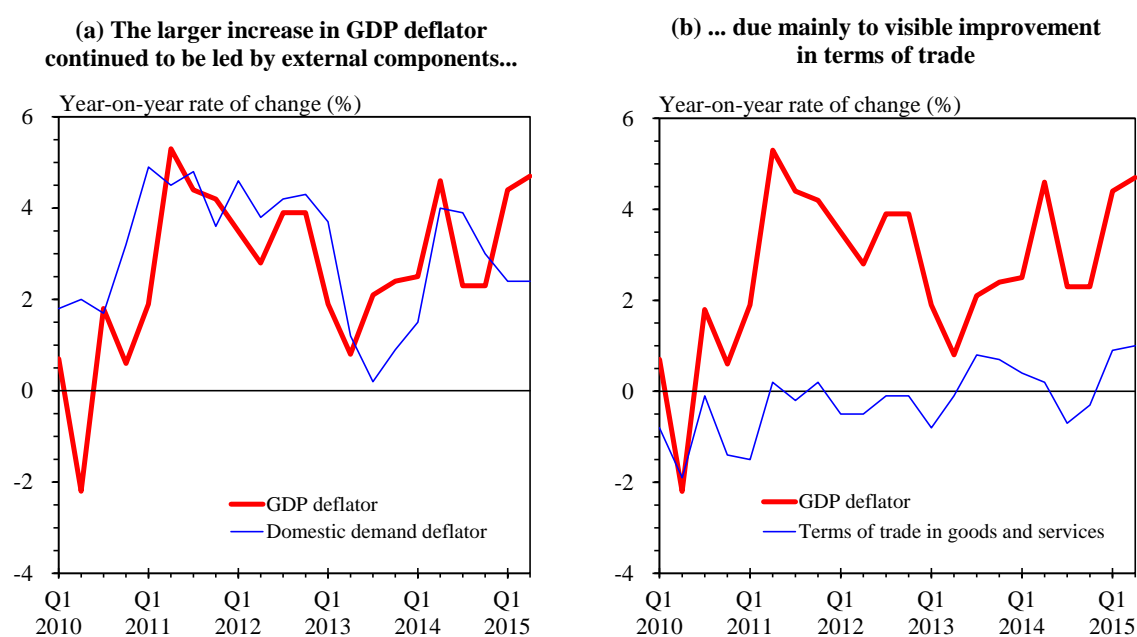 (a) The larger increase in GDP deflator
continued to be led by external components...
Year-on-year rate of change (%)
6
4
2
0
-2
-4
GDP deflator
Domestic demand deflator
Q1 Q1 Q1 Q1 Q1 Q1
2010 2011 2012 2013 2014 2015
(b) ... due mainly to visible improvement
in terms of trade
Year-on-year rate of change (%)
6
4
2
0
-2
-4
GDP deflator
Terms of trade in goods and services
Q1 Q1 Q1 Q1 Q1 Q1
2010 2011 2012 2013 2014 2015